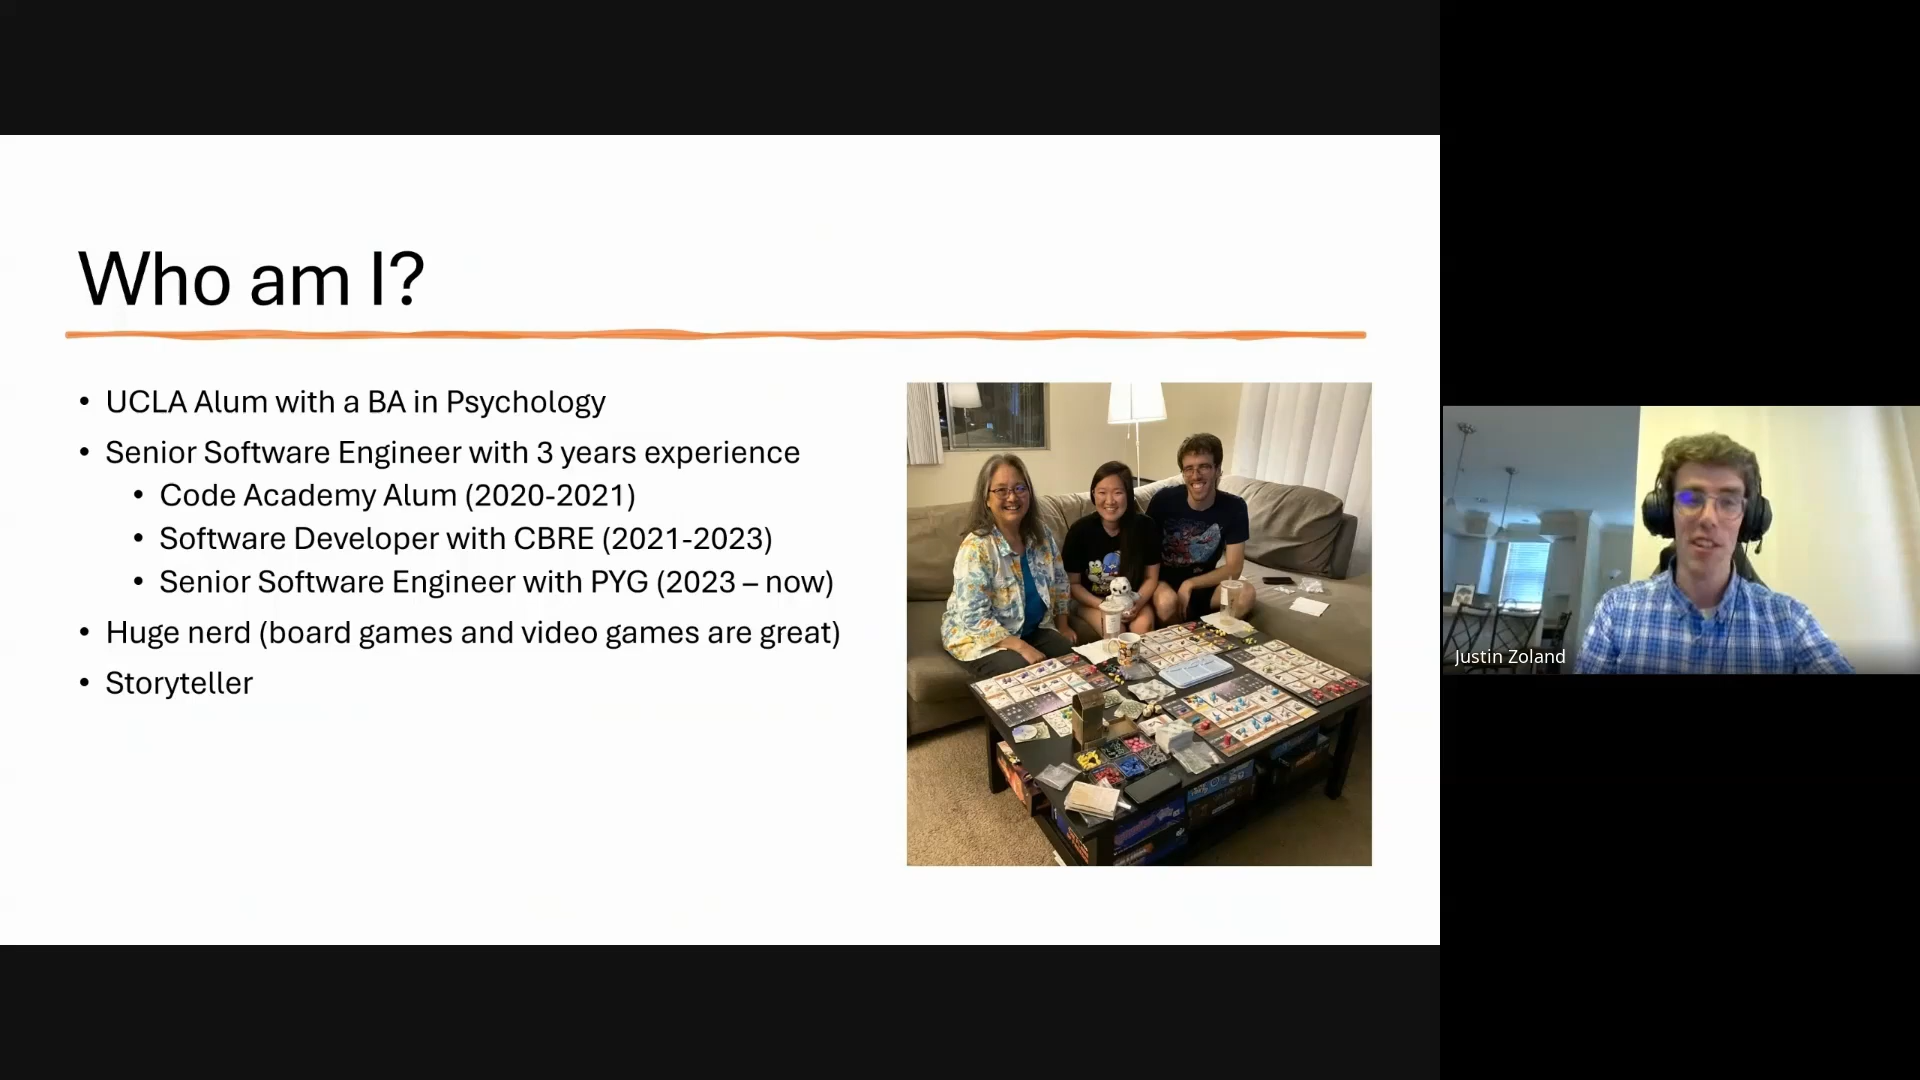 Who am I?
• UCLA Alum with a BA in Psychology
• Senior Software Engineer with 3 years experience
• Code Academy Alum (2020-2021)
• Software Developer with CBRE (2021-2023)
• Senior Software Engineer with PYG (2023 – now)
• Huge nerd (board games and video games are great)
• Storyteller
Justin Zoland